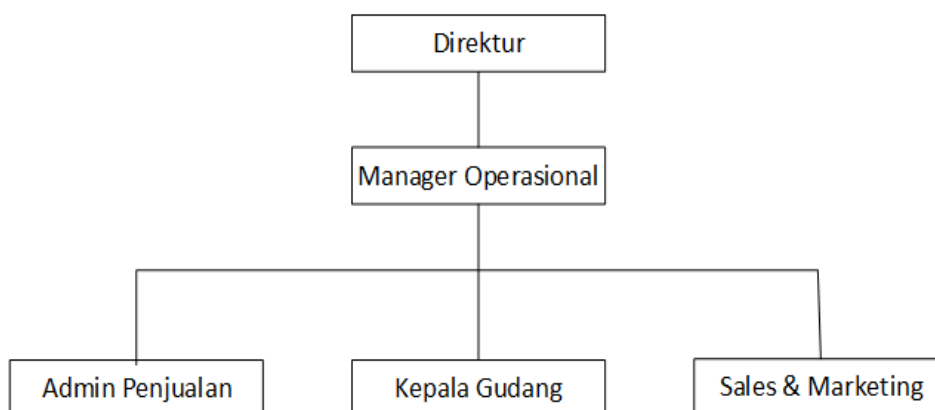 Direktur
Manager Operasional
Admin Penjualan
Kepala Gudang
Sales & Marketing